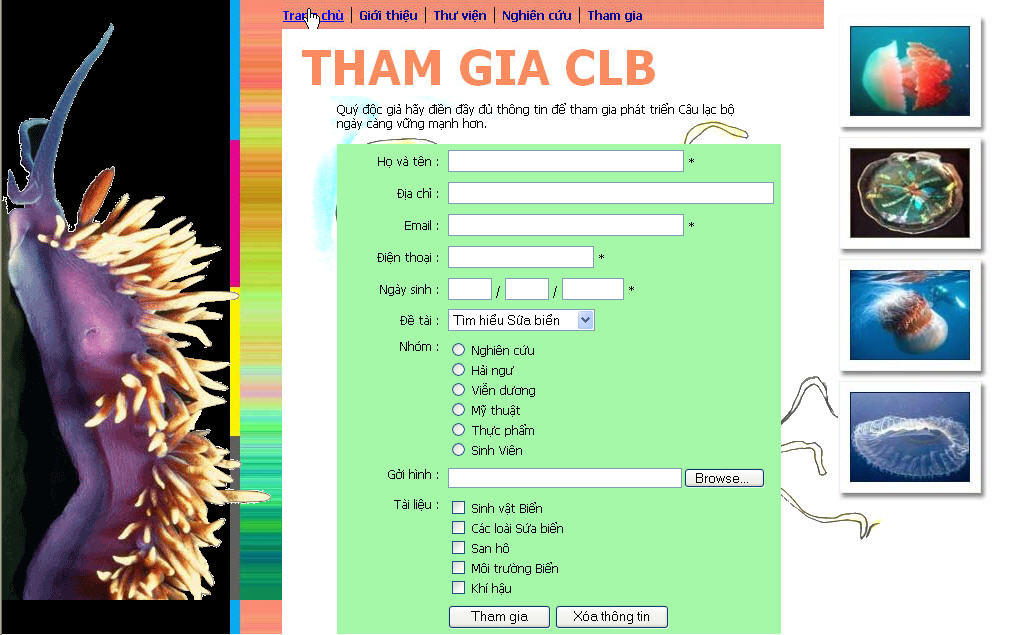 Trang chủ | Giới thiệu | Thư viện | Nghiên cứu | Tham gia
THAM GIA CLB
Quý độc giả hãy điền đầy đủ thông tin để tham gia phát triển Câu lạc bộ
ngày càng vững mạnh hơn.
Họ và tên : *
Địa chỉ :
Email : *
Điện thoại : *
Ngày sinh : / / *
Đề tài : Tìm hiểu Sứa biển
Nhóm :
Nghiên cứu
Hải ngư
Viễn dương
Mỹ thuật
Thực phẩm
Sinh Viên
Gởi hình : Browse...
Tài liệu :
Sinh vật Biển
Các loài Sứa biển
San hô
Môi trường Biển
Khí hậu
Tham gia Xóa thông tin